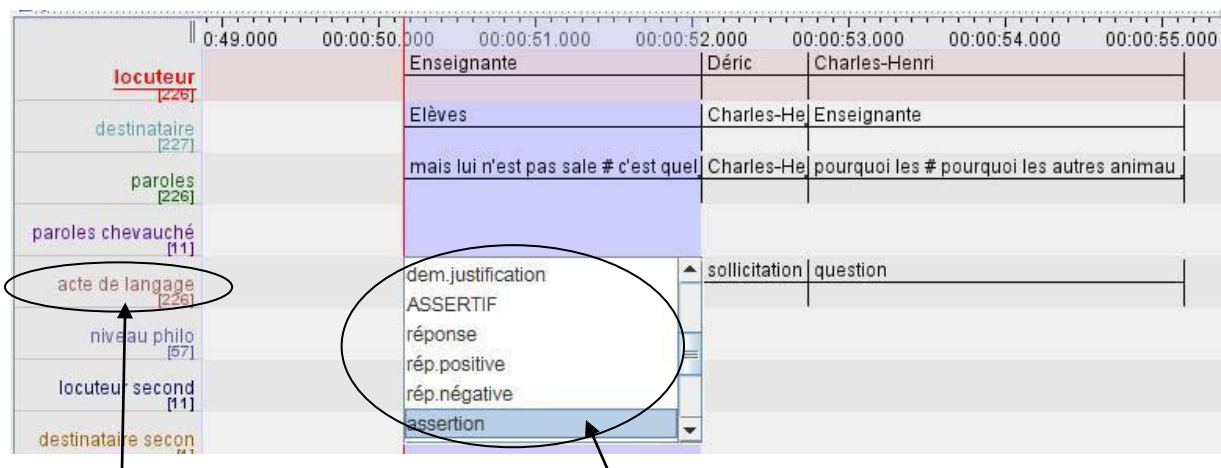 0:49.000 00:00:50.000 00:00:51.000 00:00:52.000 00:00:53.000 00:00:54.000 00:00:55.000
locuteur Enseignante Déric Charles-Henri
[226]
destinataire Elèves Charles-He Enseignante
[227]
paroles mais lui n'est pas sale # c'est quel Charles-He pourquoi les # pourquoi les autres animau
[226]
paroles chevauché
[11]
acte de langage dem.justification sollicitation question
[226]
ASSERTIF
niveau philo réponse
[57]
rép.positive
locuteur second rép.négative
[11]
assertion
destinataire secon